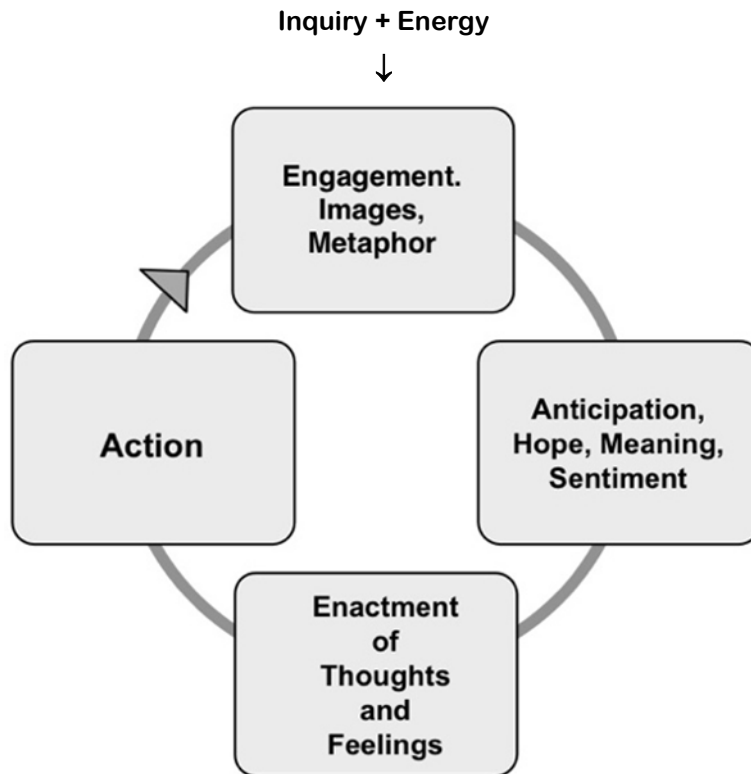 Inquiry + Energy
↓
Engagement.
Images,
Metaphor
Anticipation,
Hope, Meaning,
Sentiment
Enactment
of
Thoughts
and
Feelings
Action